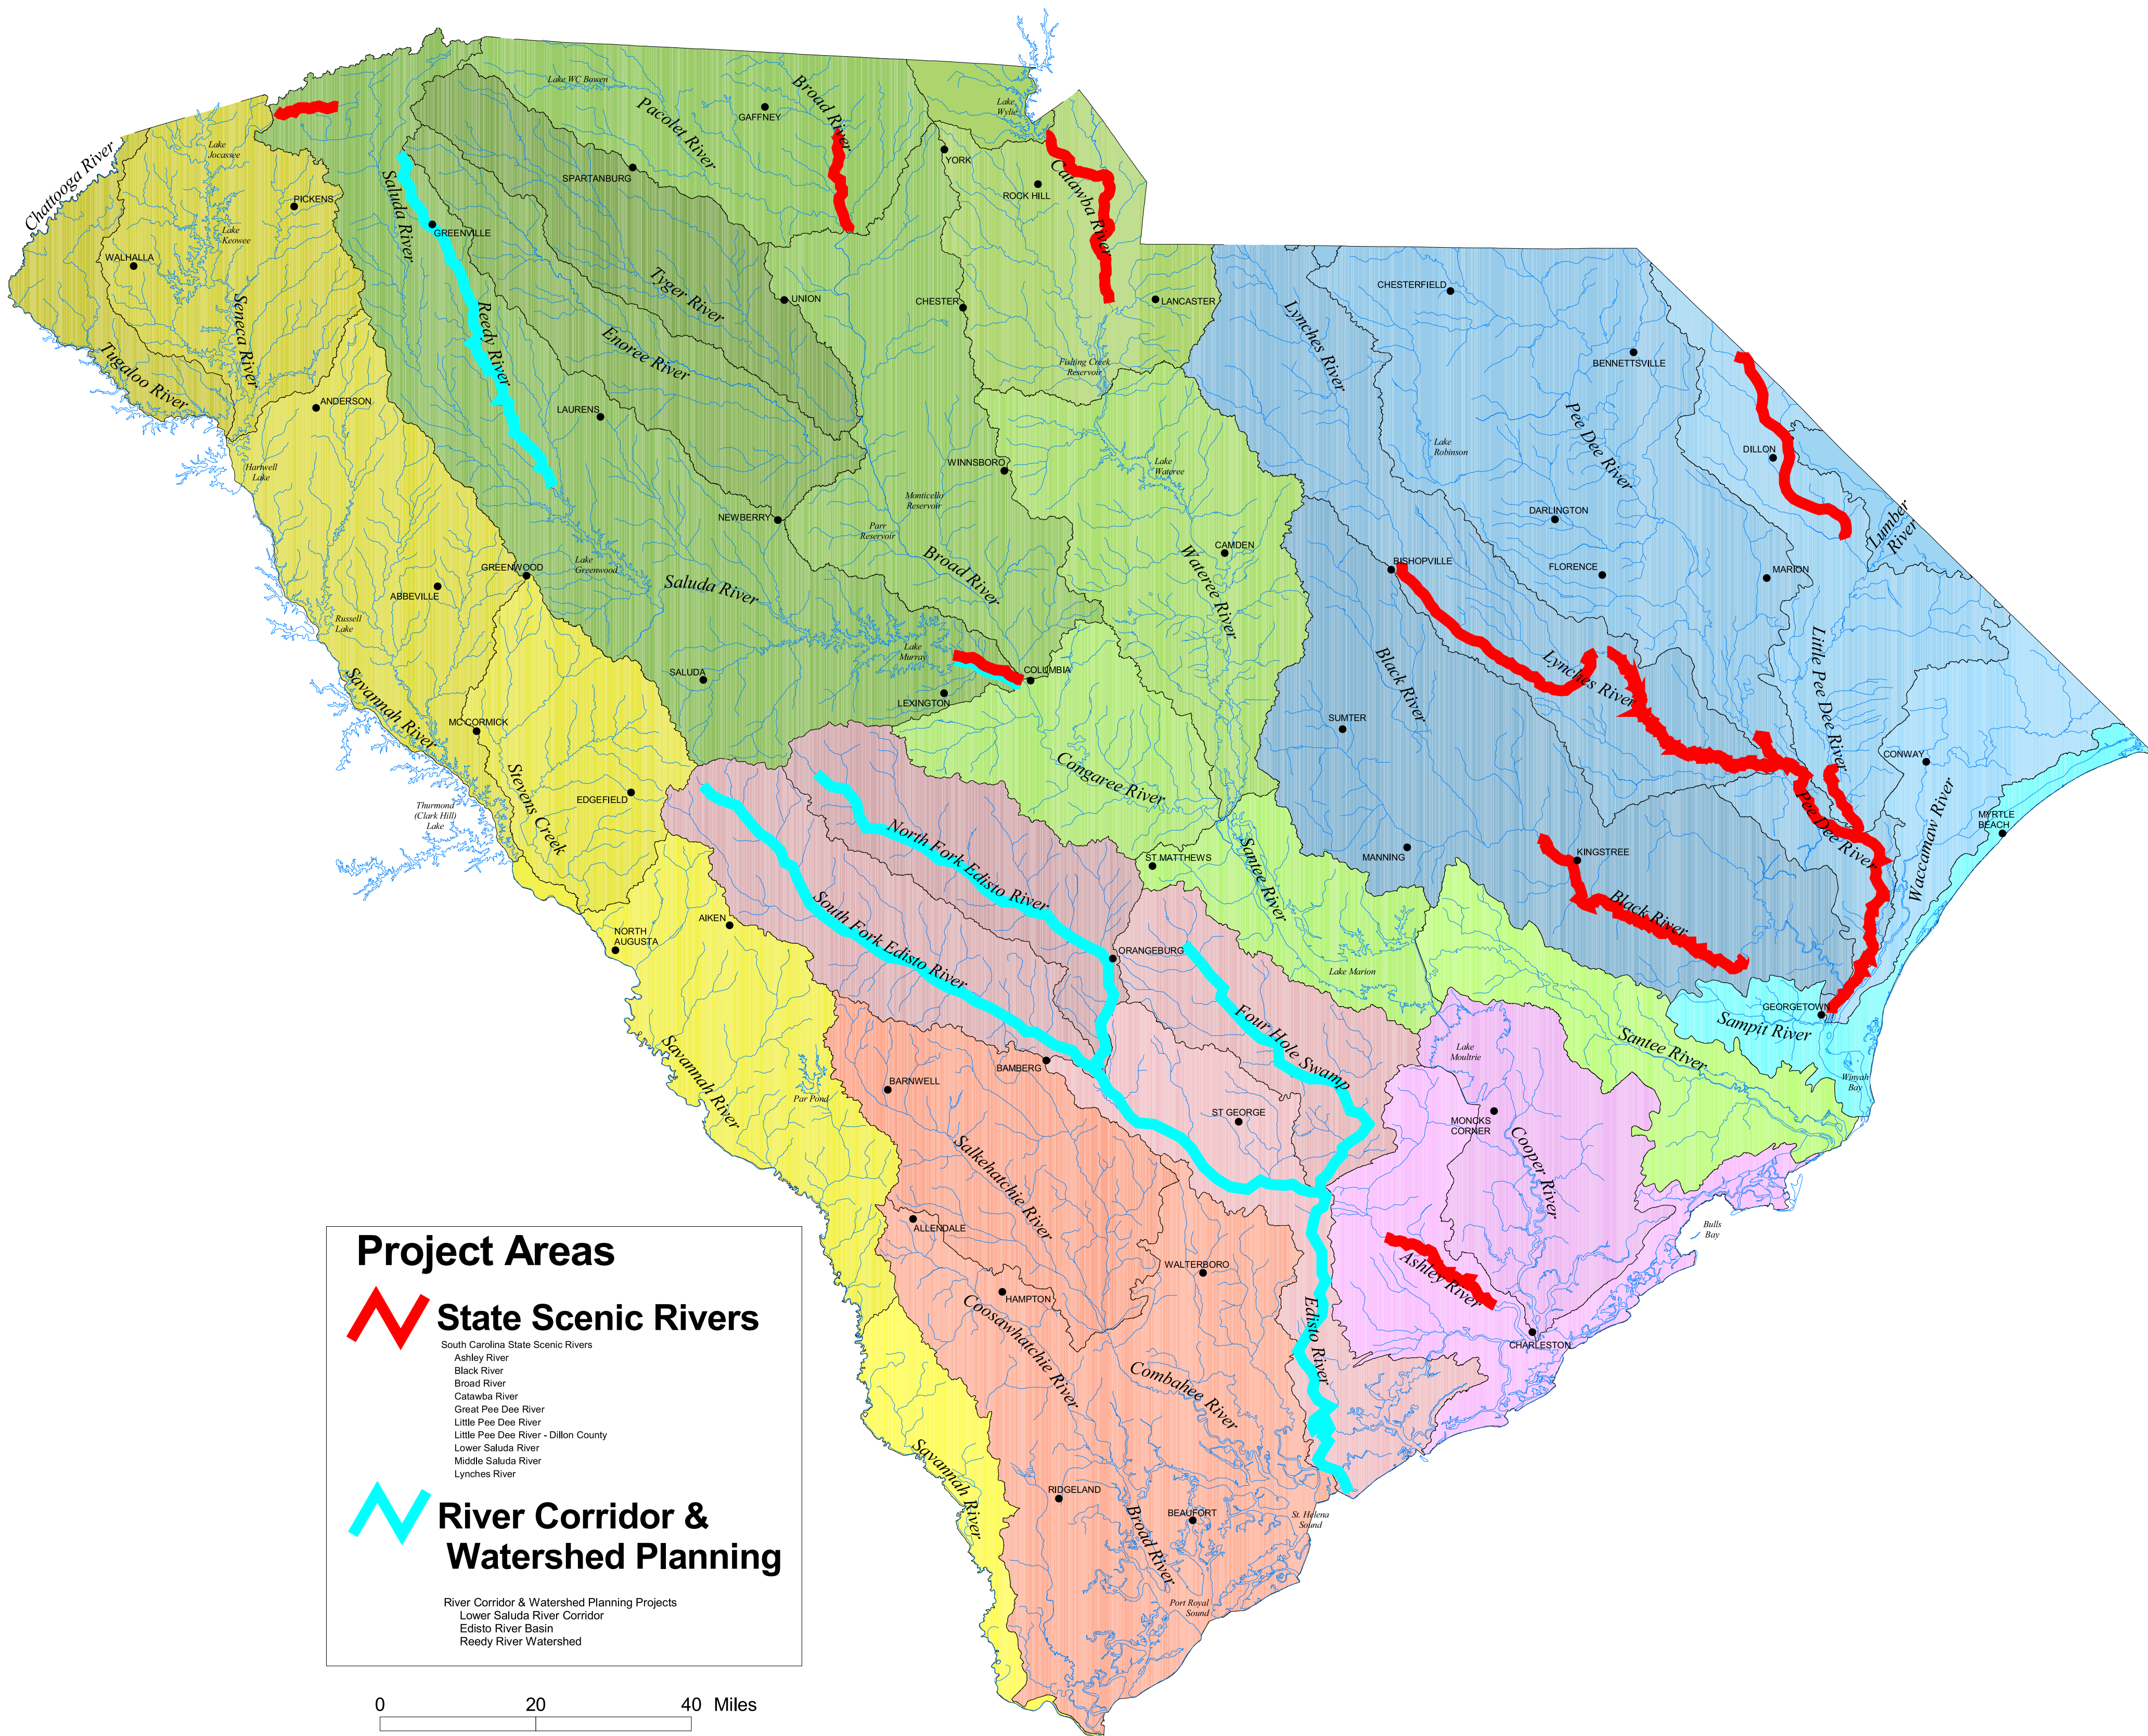 Lake WC Bowen
Broad River
Pacolet River
GAFFNEY
Lake
Wylie
Chattooga River
Lake
Jocassee
SPARTANBURG
YORK
ROCK HILL
Catawba River
PICKENS
Saluda River
GREENVILLE
Lake
Keowee
WALHALLA
Seneca River
Tyger River
UNION
CHESTER
LANCASTER
CHESTERFIELD
Lynches River
Reedy River
Enoree River
Fishing Creek
Reservoir
BENNETTSVILLE
Tugaloo River
ANDERSON
LAURENS
Pee Dee River
Lake
Robinson
DILLON
Hartwell
Lake
WINNSBORO
Lake
Wateree
Monticello
Reservoir
NEWBERRY
Parr
Reservoir
DARLINGTON
Lumber
River
CAMDEN
Wateree River
Broad River
GREENWOOD
Lake
Greenwood
Saluda River
ABBEVILLE
BISHOPVILLE
FLORENCE
MARION
Russell
Lake
Lake
Murray
COLUMBIA
SALUDA
LEXINGTON
Black River
Lynches River
Little Pee Dee River
Savannah River
MC CORMICK
SUMTER
CONWAY
Stevens Creek
EDGEFIELD
Congaree River
Thurmond
(Clark Hill)
Lake
Pee Dee River
Waccamaw River
MYRTLE
BEACH
North Fork Edisto River
ST MATTHEWS
Santee River
MANNING
KINGSTREE
Black River
South Fork Edisto River
AIKEN
NORTH
AUGUSTA
ORANGEBURG
Lake Marion
GEORGETOWN
Sampit River
Four Hole Swamp
Lake
Moultrie
Santee River
Winyah
Bay
Savannah River
BAMBERG
BARNWELL
Par Pond
ST GEORGE
MONCKS
CORNER
Cooper River
Salkehatchie River
ALLENDALE
WALTERBORO
Bulls
Bay
Ashley River
HAMPTON
Coosawhatchie River
Edisto River
CHARLESTON
Combahee River
Savannah River
RIDGELAND
BEAUFORT
Broad River
St. Helena
Sound
Port Royal
Sound
Project Areas
State Scenic Rivers
South Carolina State Scenic Rivers
Ashley River
Black River
Broad River
Catawba River
Great Pee Dee River
Little Pee Dee River
Little Pee Dee River - Dillon County
Lower Saluda River
Middle Saluda River
Lynches River
River Corridor &
Watershed Planning
River Corridor & Watershed Planning Projects
Lower Saluda River Corridor
Edisto River Basin
Reedy River Watershed
0 20 40 Miles